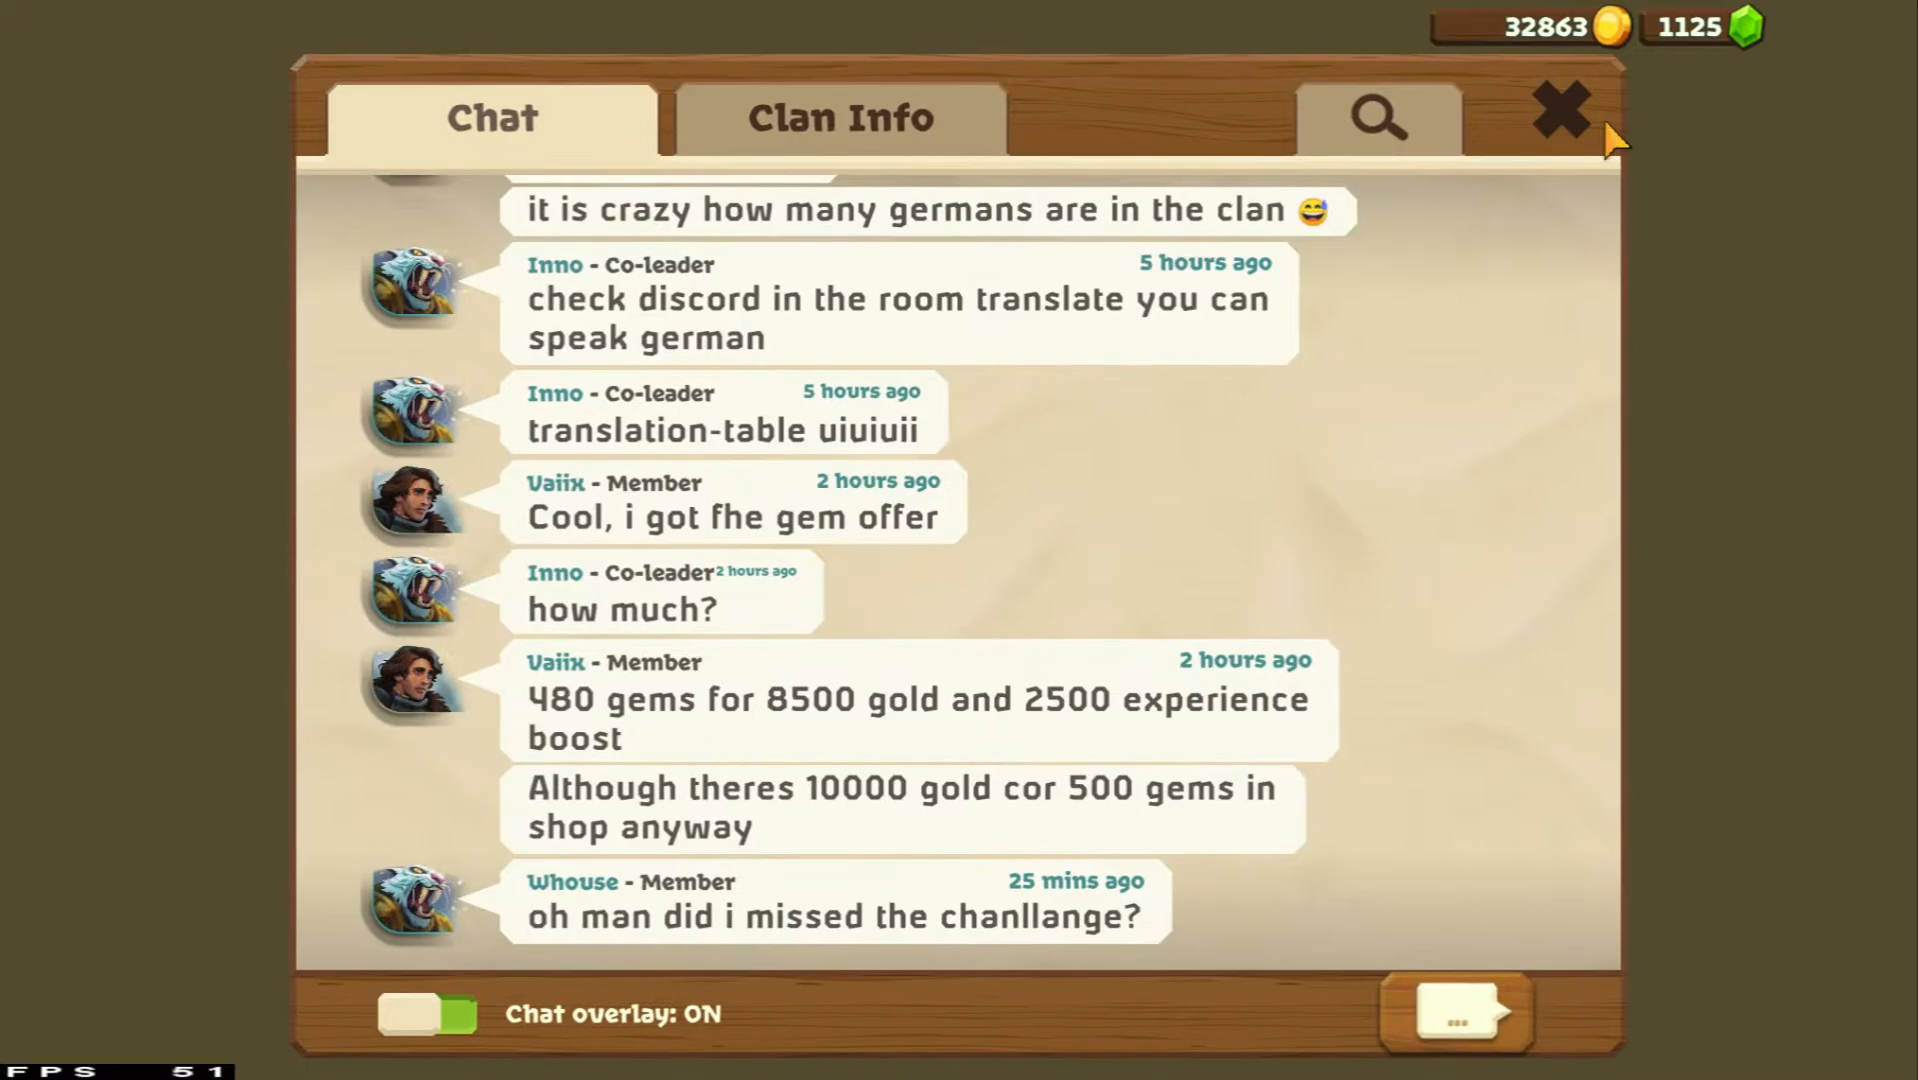 32863 1125
Chat Clan Info
it is crazy how many germans are in the clan 😅
Inno - Co-leader 5 hours ago
check discord in the room translate you can
speak german
Inno - Co-leader 5 hours ago
translation-table uiuiuii
Vaiix - Member 2 hours ago
Cool, i got fhe gem offer
Inno - Co-leader 2 hours ago
how much?
Vaiix - Member 2 hours ago
480 gems for 8500 gold and 2500 experience
boost
Although theres 10000 gold cor 500 gems in
shop anyway
Whouse - Member 25 mins ago
oh man did i missed the chanllange?
Chat overlay: ON
...
FPS 51